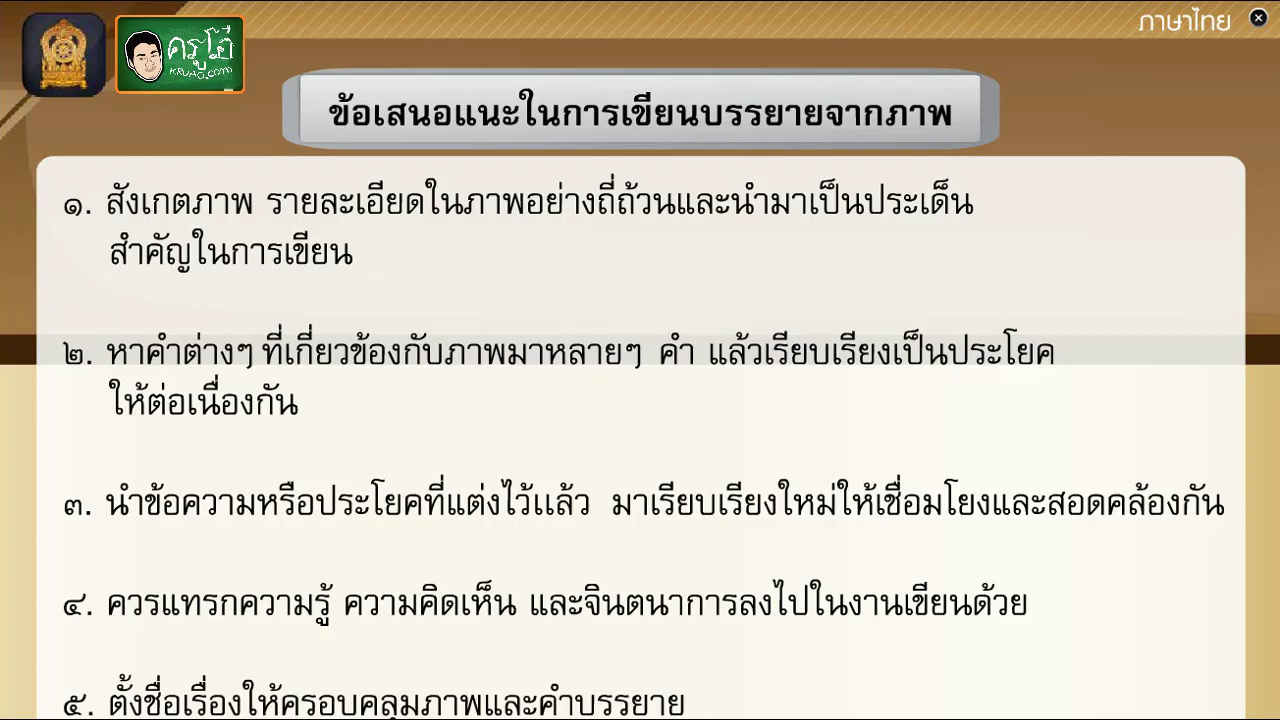 ภาษาไทย
ครูโอ๋
KRUAO.COM
ข้อเสนอแนะในการเขียนบรรยายจากภาพ
๑. สังเกตภาพ รายละเอียดในภาพอย่างถี่ถ้วนและนำมาเป็นประเด็น
สำคัญในการเขียน
๒. หาคำต่างๆ ที่เกี่ยวข้องกับภาพมาหลายๆ คำ แล้วเรียบเรียงเป็นประโยค
ให้ต่อเนื่องกัน
๓. นำข้อความหรือประโยคที่แต่งไว้แล้ว มาเรียบเรียงใหม่ให้เชื่อมโยงและสอดคล้องกัน
๔. ควรแทรกความรู้ ความคิดเห็น และจินตนาการลงไปในงานเขียนด้วย
๕. ตั้งชื่อเรื่องให้ครอบคลุมภาพและคำบรรยาย